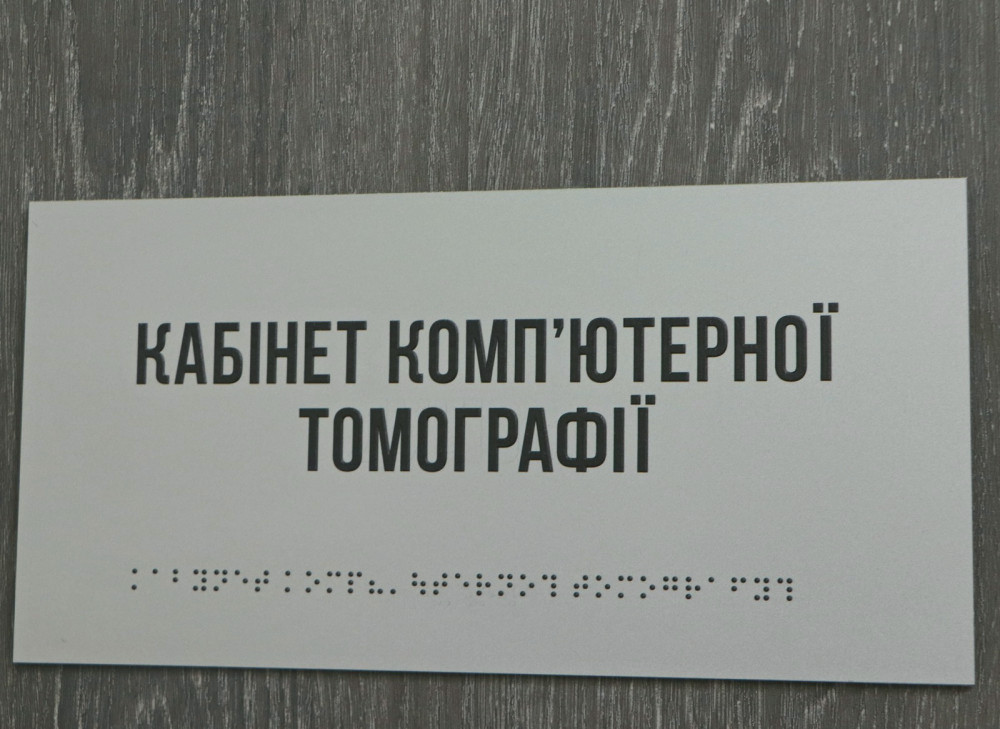 КАБІНЕТ КОМП'ЮТЕРНОЇ
ТОМОГРАФІЇ